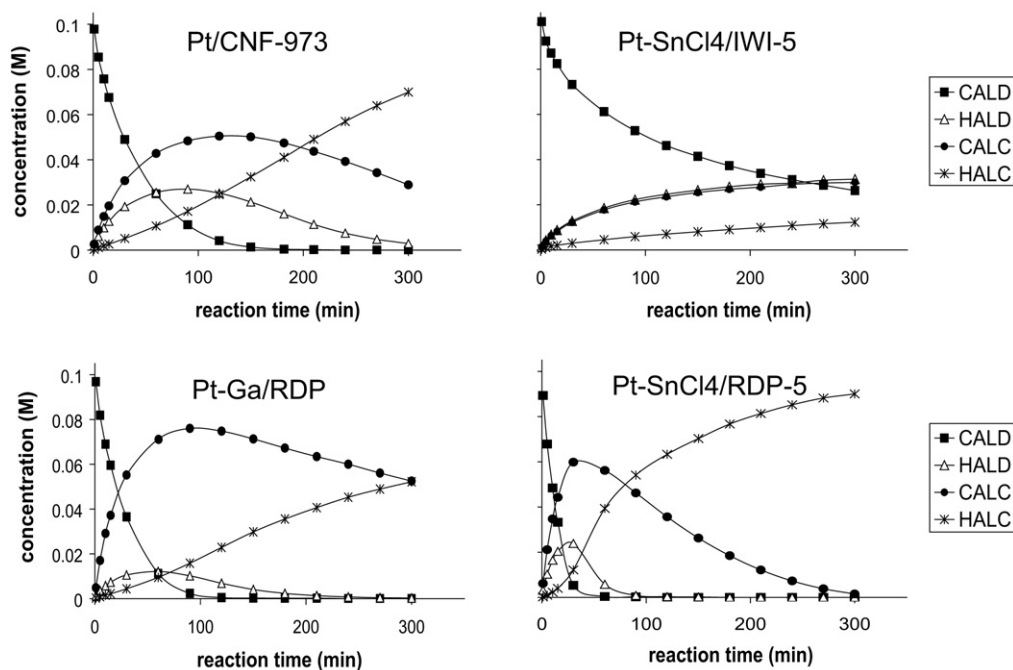 Pt/CNF-973
concentration (M)
0.1
0.08
0.06
0.04
0.02
0
0 100 200 300
reaction time (min)
Pt-SnCl4/IWI-5
0 100 200 300
reaction time (min)
CALD
HALD
CALC
HALC
Pt-Ga/RDP
concentration (M)
0.1
0.08
0.06
0.04
0.02
0
0 100 200 300
reaction time (min)
Pt-SnCl4/RDP-5
0 100 200 300
reaction time (min)
CALD
HALD
CALC
HALC